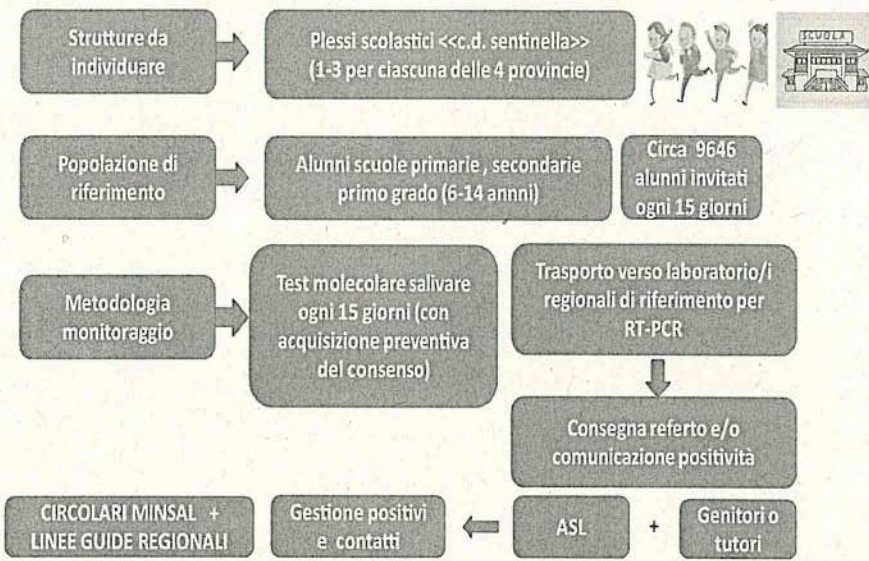 Strutture da
individuare
Plessi scolastici <<c.d. sentinella>>
(1-3 per ciascuna delle 4 provincie)
SCUOLA
Popolazione di
riferimento
Alunni scuole primarie , secondarie
primo grado (6-14 annni)
Circa 9646
alunni invitati
ogni 15 giorni
Metodologia
monitoraggio
Test molecolare salivare
ogni 15 giorni (con
acquisizione preventiva
del consenso)
Trasporto verso laboratorio/i
regionali di riferimento per
RT-PCR
Consegna referto e/o
comunicazione positività
CIRCOLARI MINSAL +
LINEE GUIDE REGIONALI
Gestione positivi
e contatti
ASL
+
Genitori o
tutori